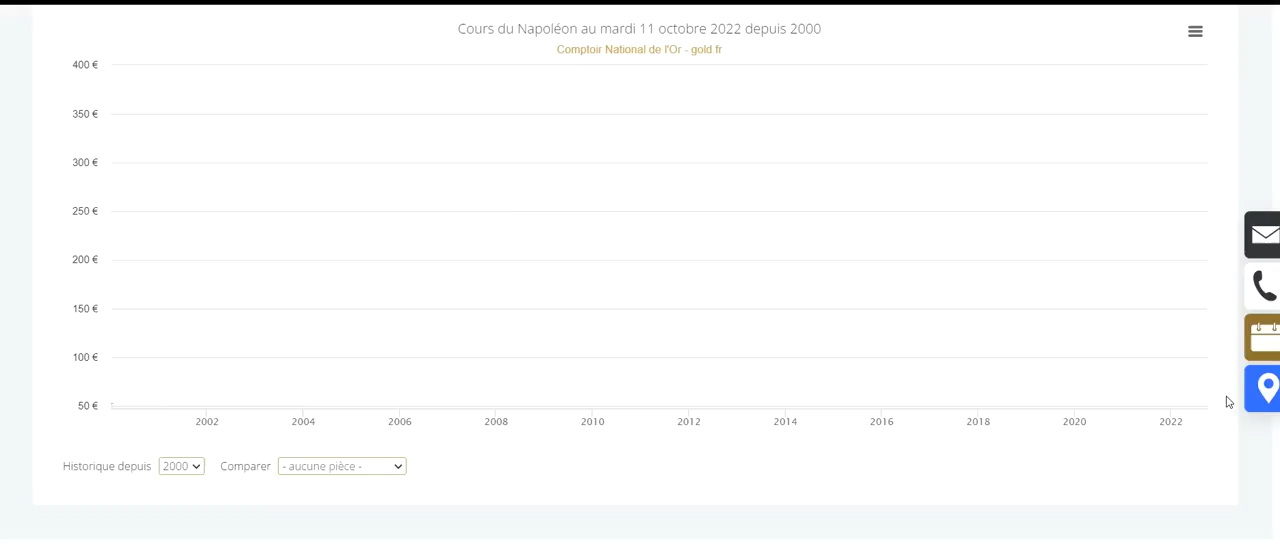 Cours du Napoléon au mardi 11 octobre 2022 depuis 2000
Comptoir National de l'Or - gold.fr
400 €
350 €
300 €
250 €
200 €
150 €
100 €
50 €
2002 2004 2006 2008 2010 2012 2014 2016 2018 2020 2022
Historique depuis 2000 Comparer - aucune pièce -